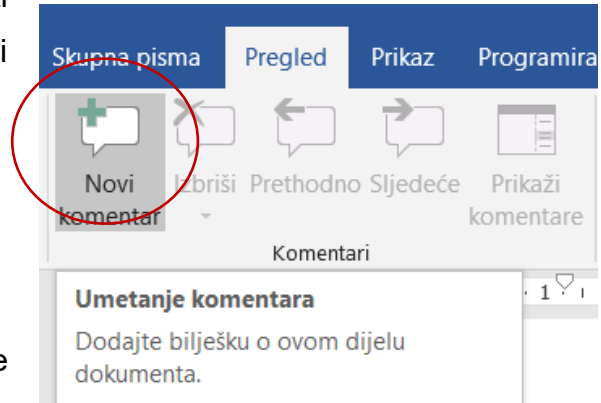 Skupna pisma Pregled Prikaz Programira
i
Novi komentar
Izbriši Prethodno Sljedeće
Prikaži komentare
Komentari
Umetanje komentara
1
Dodajte bilješku o ovom dijelu
dokumenta.
e